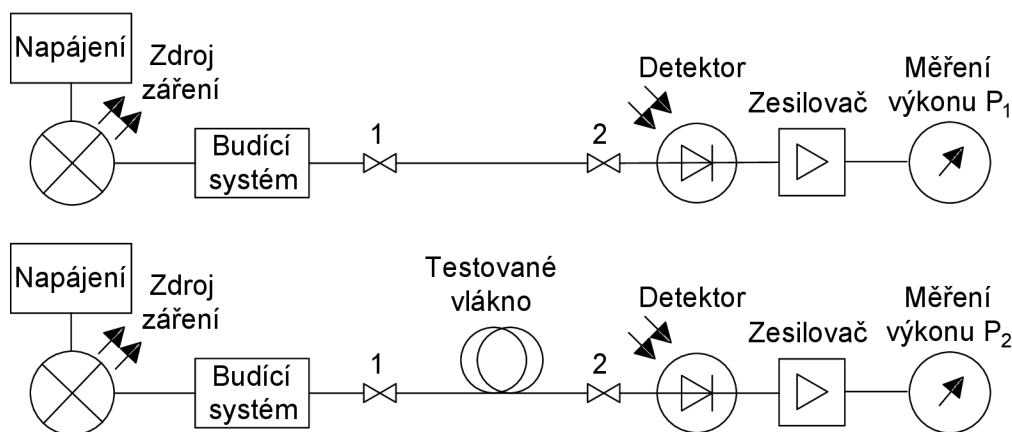 Napájení
Zdroj
záření
Budící
systém
1
2
Detektor
Zesilovač
Měření
výkonu P₁
Napájení
Zdroj
záření
Budící
systém
1
Testované
vlákno
2
Detektor
Zesilovač
Měření
výkonu P₂